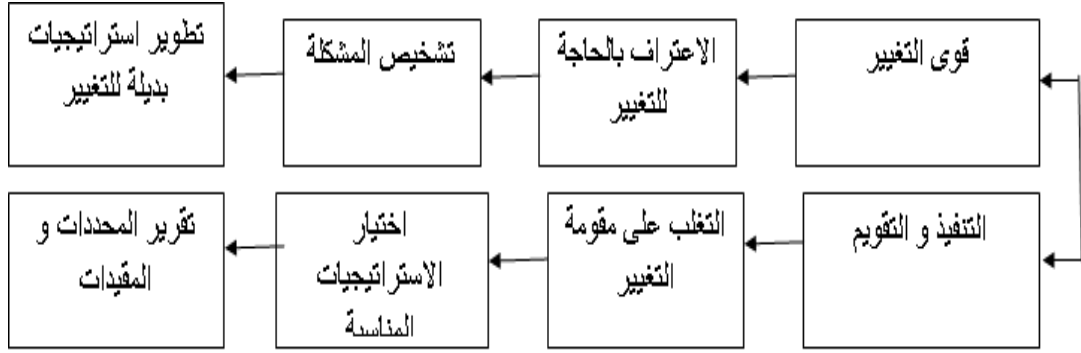 قوى التغيير
الاعتراف بالحاجة
للتغيير
تشخيص المشكلة
تطوير استراتيجيات
بديلة للتغيير
التنفيذ و التقويم
التغلب على مقومة
التغيير
اختيار
الاستراتيجيات
المناسبة
تقرير المحددات و
المقيدات